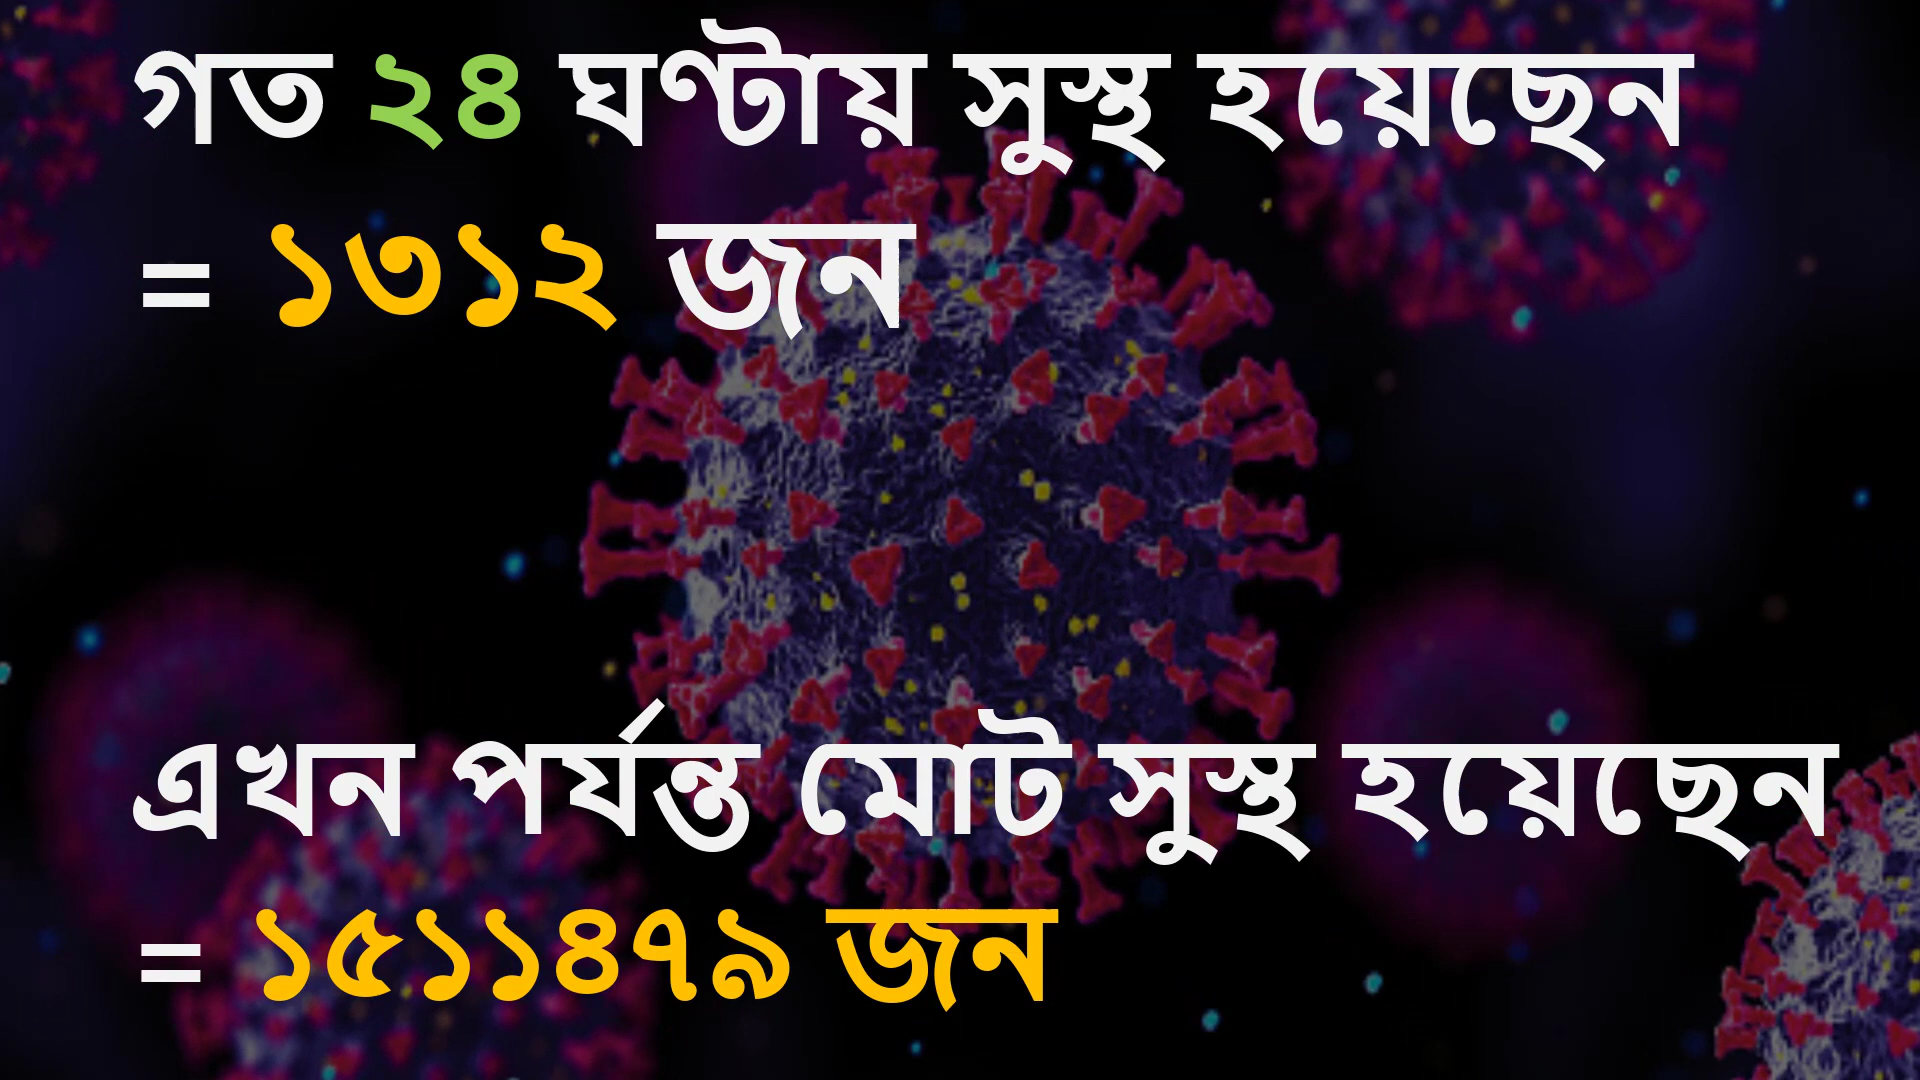 গত ২৪ ঘণ্টায় সুস্থ হয়েছেন
= ১৩১২ জন
এখন পর্যন্ত মোট সুস্থ হয়েছেন
= ১৫১১৪৭৯ জন